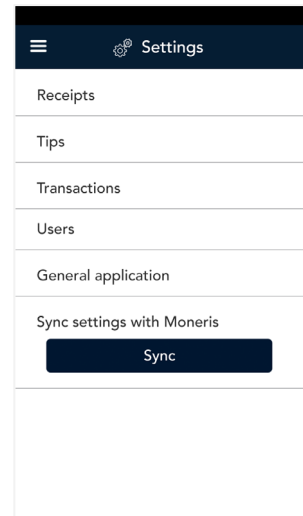 Settings
Receipts
Tips
Transactions
Users
General application
Sync settings with Moneris
Sync